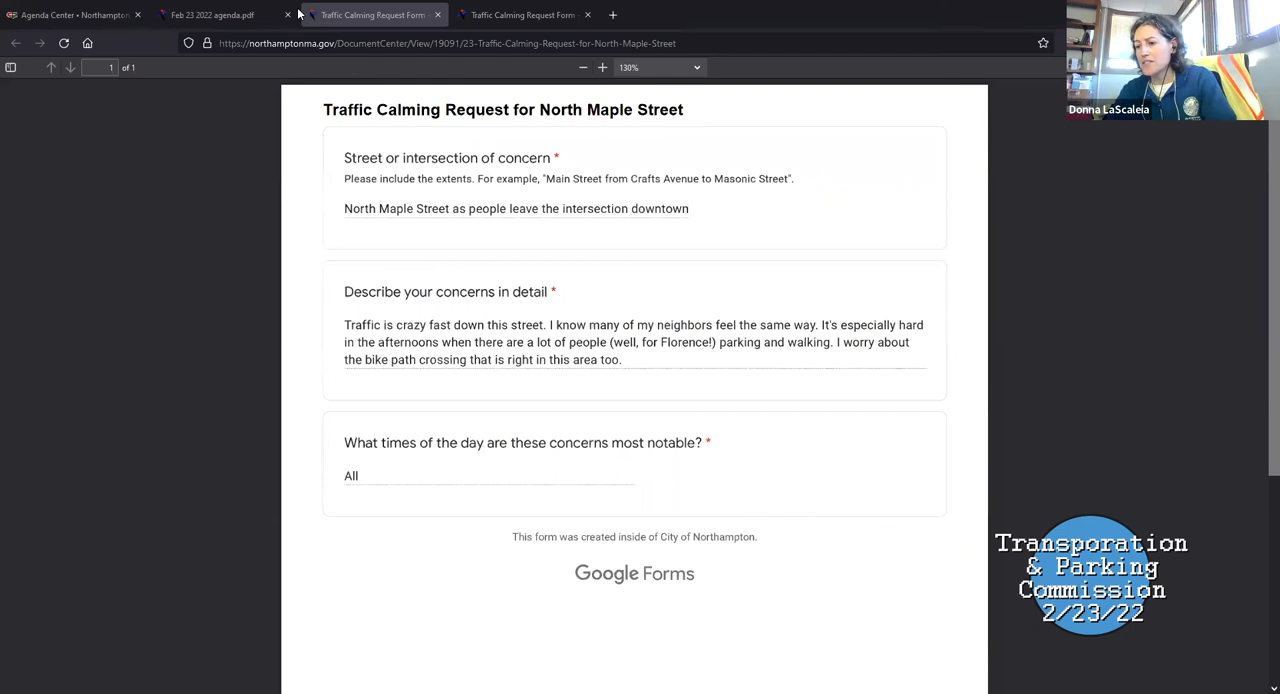 Agenda Center • Northampton
Feb 23 2022 agenda.pdf
Traffic Calming Request Form
Traffic Calming Request Form
https://northamptonma.gov/DocumentCenter/View/19091/23-Traffic-Calming-Request-for-North-Maple-Street
1 of 1
130%
Donna LaScaleia
Traffic Calming Request for North Maple Street
Street or intersection of concern *
Please include the extents. For example, "Main Street from Crafts Avenue to Masonic Street".
North Maple Street as people leave the intersection downtown
Describe your concerns in detail *
Traffic is crazy fast down this street. I know many of my neighbors feel the same way. It's especially hard
in the afternoons when there are a lot of people (well, for Florence!) parking and walking. I worry about
the bike path crossing that is right in this area too.
What times of the day are these concerns most notable? *
All
This form was created inside of City of Northampton.
Google Forms
Transporation
& Parking
Commission
2/23/22